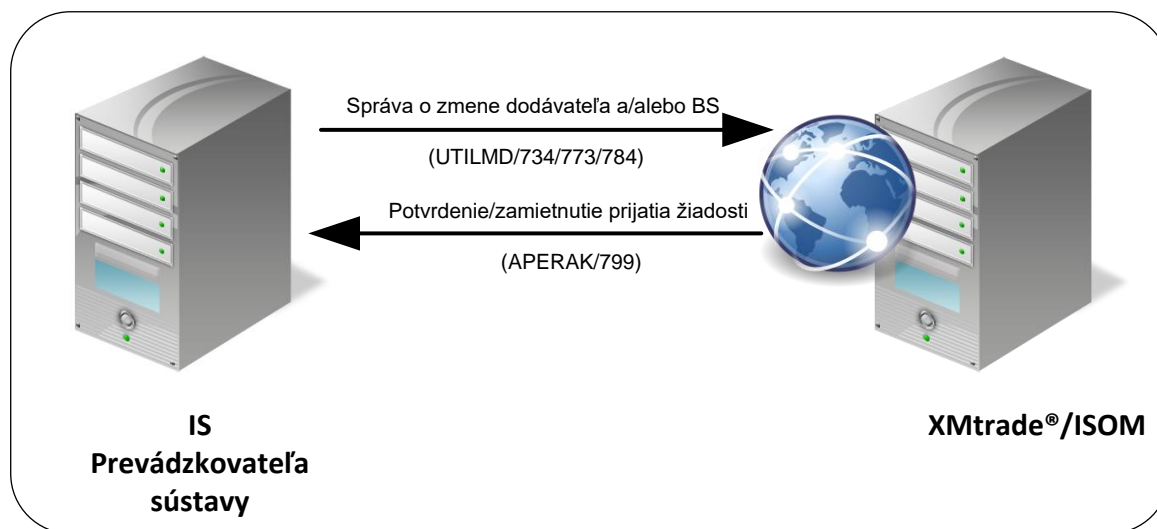 Správa o zmene dodávateľa a/alebo BS
(UTILMD/734/773/784)
Potvrdenie/zamietnutie prijatia žiadosti
(APERAK/799)
IS
Prevádzkovateľa
sústavy
XMtrade®/ISOM